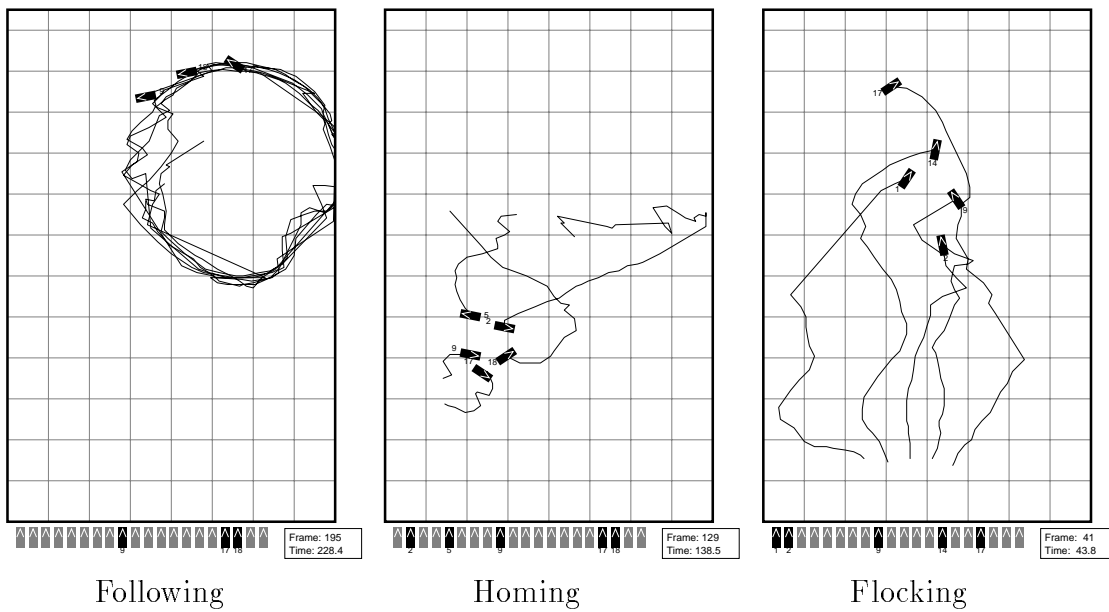 9 17 18
Frame: 195
Time: 228.4
Following
5
2
9
17
18
2 5 9 17 18
Frame: 129
Time: 138.5
Homing
17
14
1
9
2
1 2 9 14 17
Frame: 41
Time: 43.8
Flocking